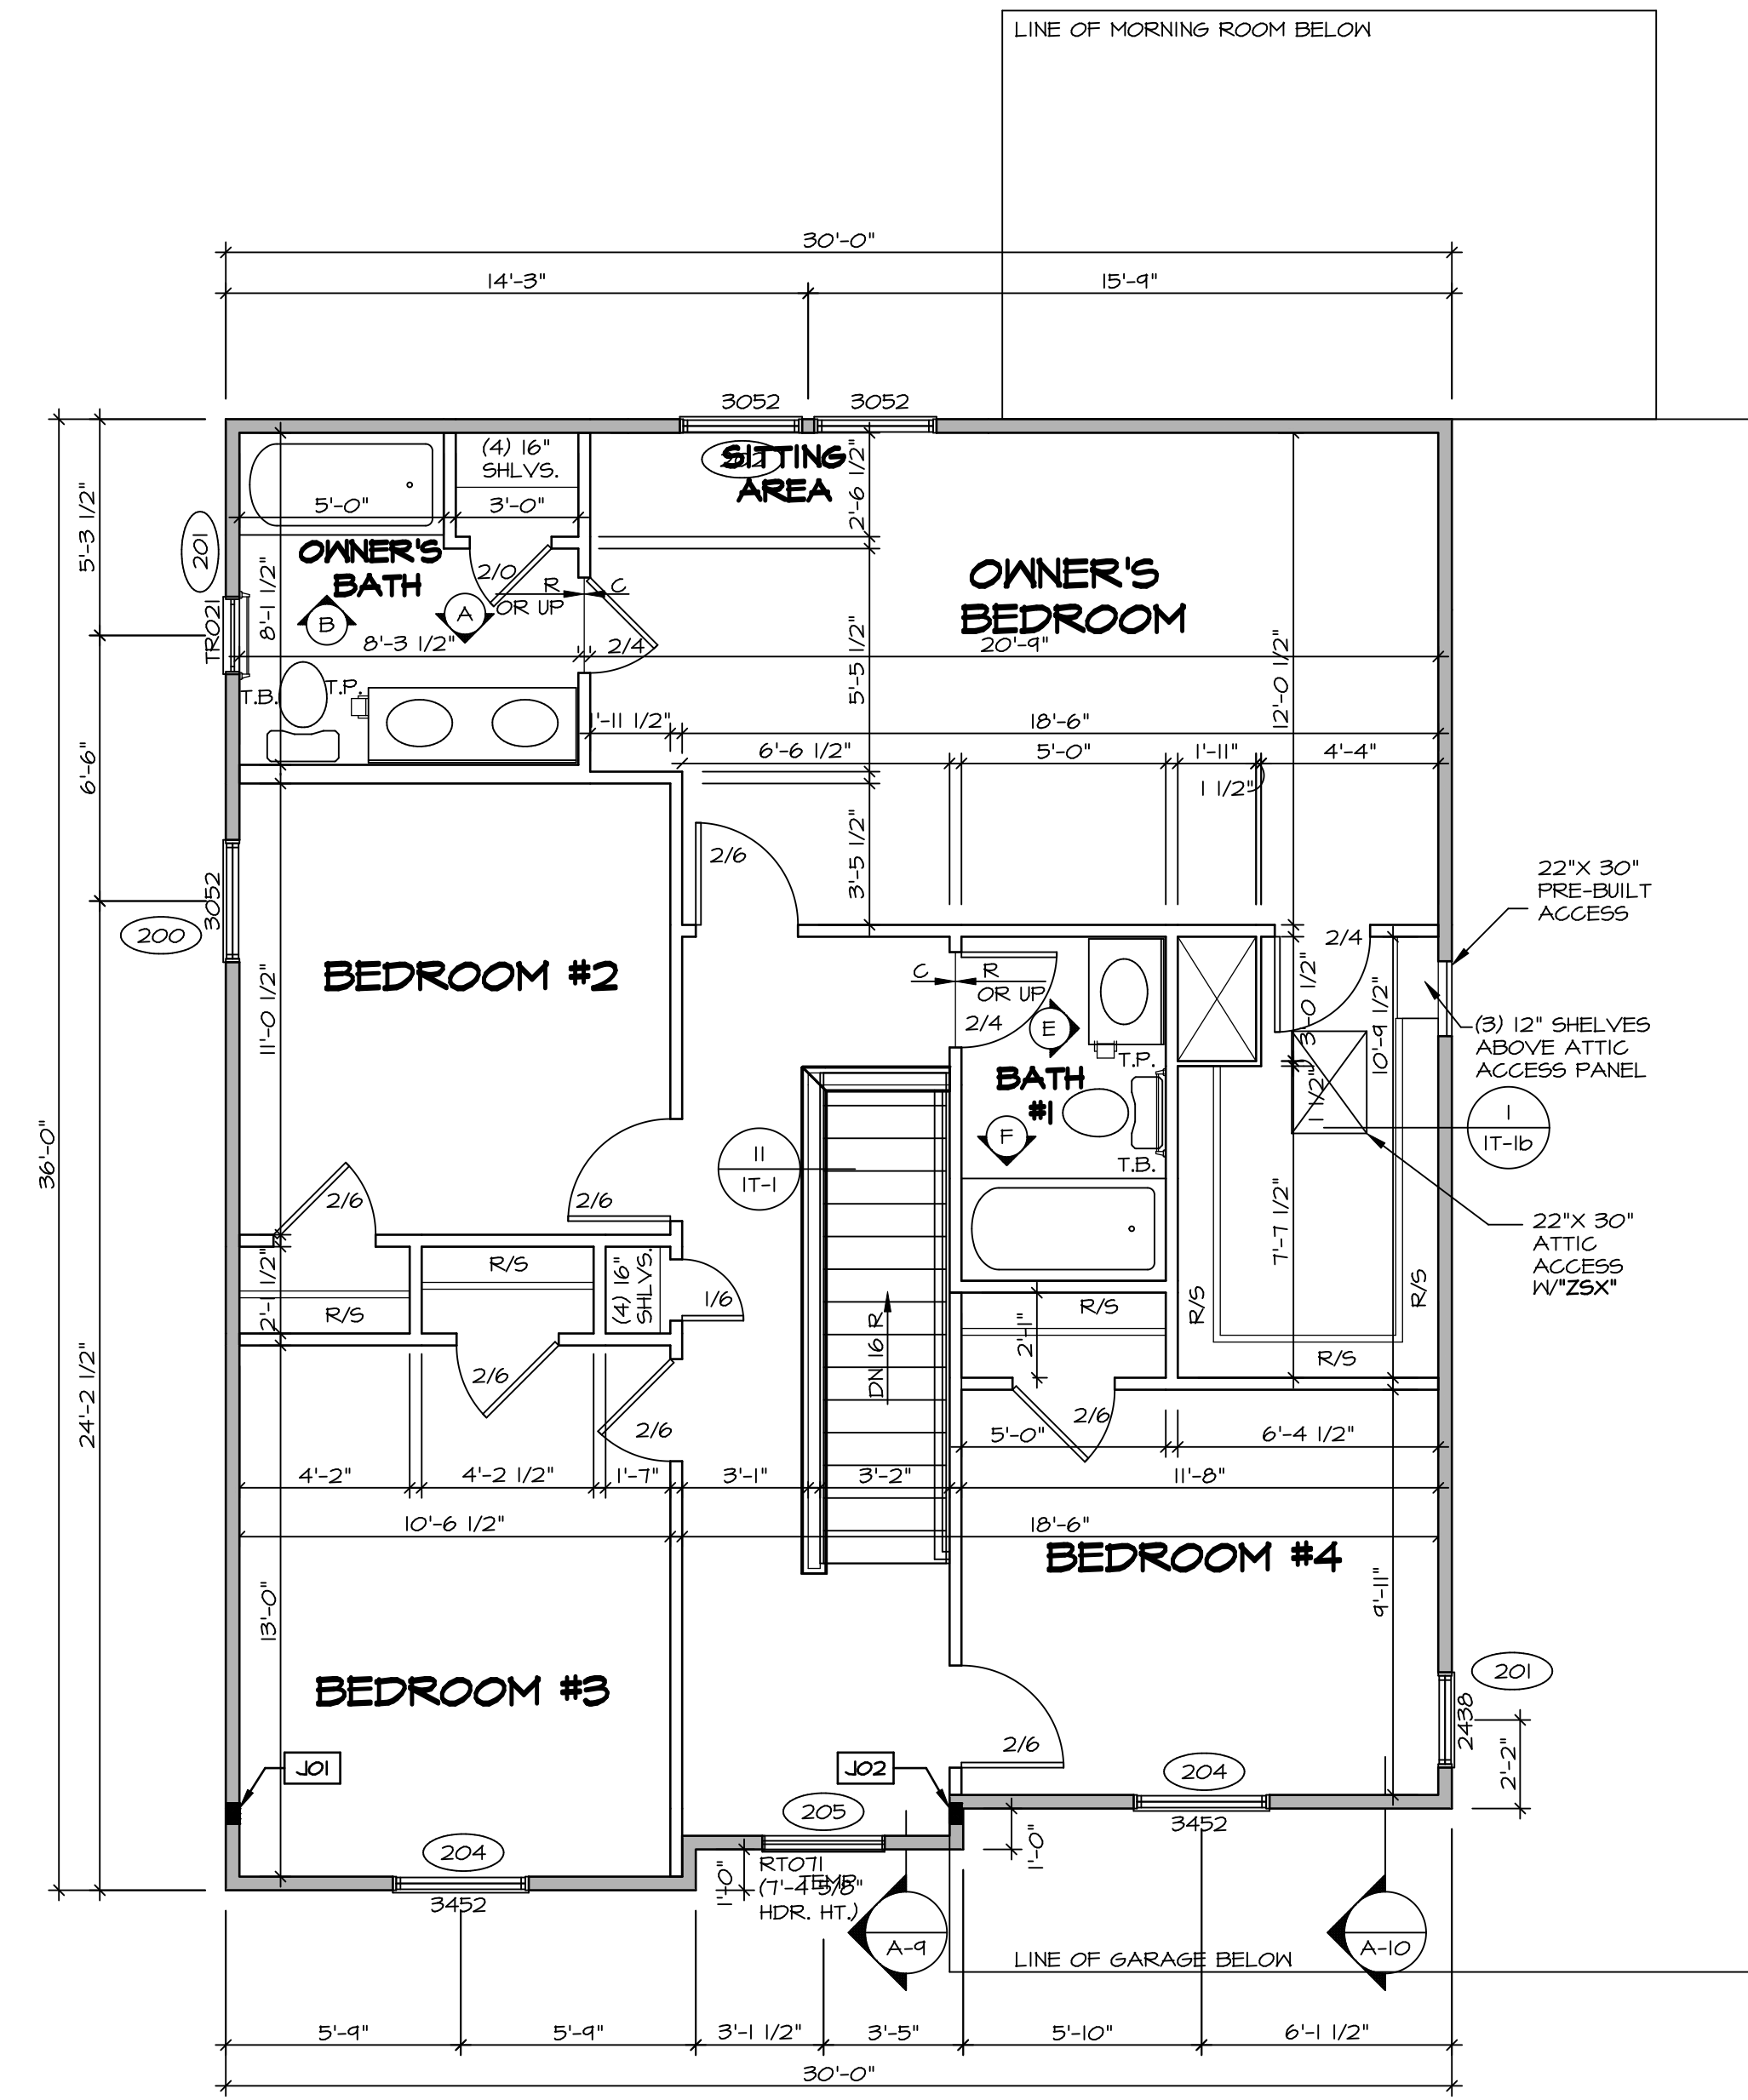 LINE OF MORNING ROOM BELOW
30'-0"
14'-3"
15'-9"
3052
3052
(4) 16"
SHLVS.
SITTING
AREA
2'-6 1/2"
5'-3 1/2"
201
5'-0"
3'-0"
OWNER'S
BATH
2/0
R
C
OR UP
B
A
TR021
8'-1 1/2"
8'-3 1/2"
2/4
OWNER'S
BEDROOM
20'-9"
5'-5 1/2"
12'-0 1/2"
T.B.
T.P.
1'-11 1/2"
18'-6"
6'-6 1/2"
5'-0"
1'-11"
4'-4"
1 1/2"
6'-6"
3'-5 1/2"
2/6
3052
200
22"X 30"
PRE-BUILT
ACCESS
2/4
BEDROOM #2
11'-0 1/2"
C
R
OR UP
2/4
E
3'-0 1/2"
10'-9 1/2"
(3) 12" SHELVES
ABOVE ATTIC
ACCESS PANEL
T.P.
BATH
#1
1 1/2"
F
T.B.
1
1T-1b
36'-0"
11
1T-1
2/6
2/6
22"X 30"
ATTIC
ACCESS
W/"ZSX"
7'-7 1/2"
R/S
R/S
2'-1 1/2"
R/S
R/S
(4) 16"
SHLVS.
1/6
R/S
2'-1"
DN 16 R
R/S
24'-2 1/2"
2/6
2/6
2/6
5'-0"
6'-4 1/2"
4'-2"
4'-2 1/2"
1'-7"
3'-1"
3'-2"
11'-8"
10'-6 1/2"
18'-6"
BEDROOM #4
13'-0"
9'-11"
BEDROOM #3
201
2438
2'-2"
2/6
J01
J02
204
205
3452
204
3452
1'-0"
1'-0"
RT071
TEMP.
(7'-4 5/8"
HDR. HT.)
A-9
A-10
LINE OF GARAGE BELOW
5'-9"
5'-9"
3'-1 1/2"
3'-5"
5'-10"
6'-1 1/2"
30'-0"